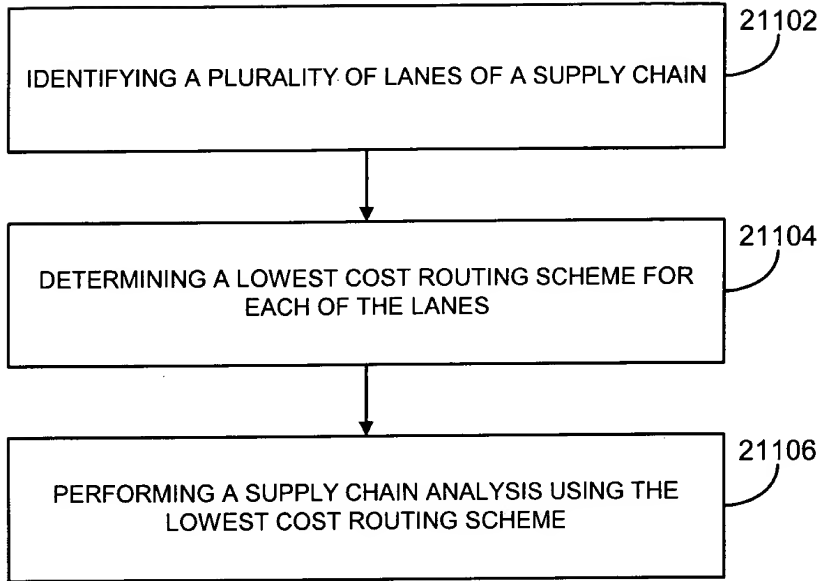 21102
IDENTIFYING A PLURALITY OF LANES OF A SUPPLY CHAIN
21104
DETERMINING A LOWEST COST ROUTING SCHEME FOR
EACH OF THE LANES
21106
PERFORMING A SUPPLY CHAIN ANALYSIS USING THE
LOWEST COST ROUTING SCHEME